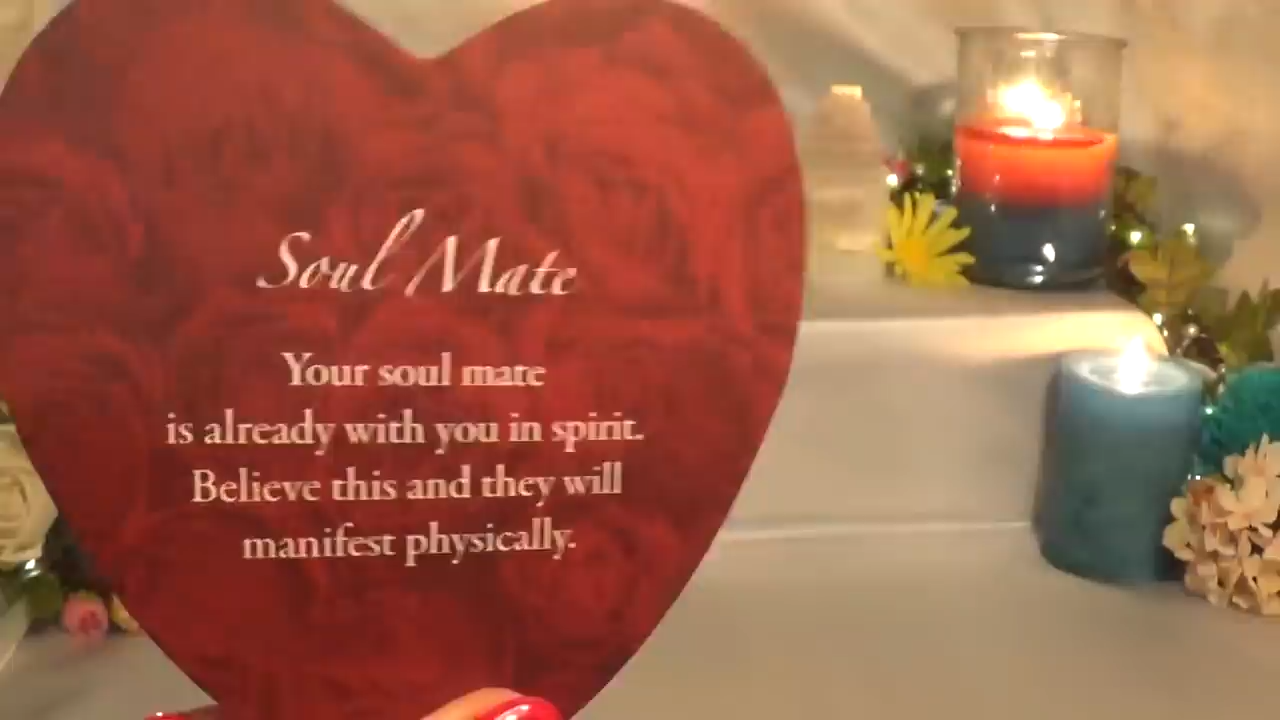 Soul Mate
Your soul mate
is already with you in spirit.
Believe this and they will
manifest physically.